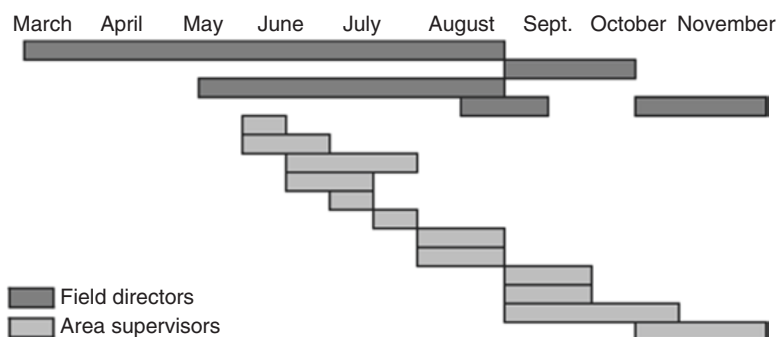 March April May June July August Sept. October November
Field directors
Area supervisors